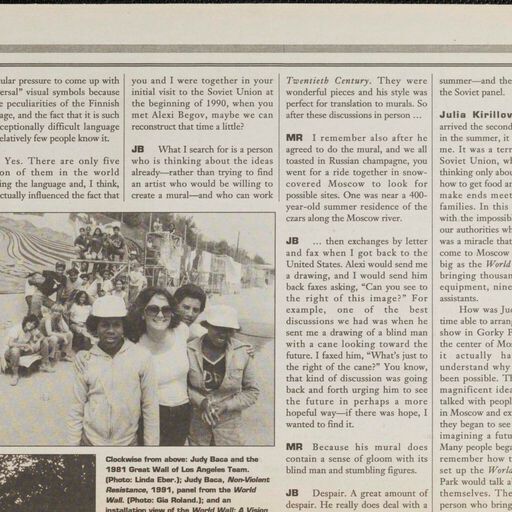 ular pressure to come up with
ersal" visual symbols because
e peculiarities of the Finnish
age, and the fact that it is such
ceptionally difficult language
elatively few people know it.
Yes. There are only five
on of them in the world
ing the language and, I think,
ctually influenced the fact that
you and I were together in your
initial visit to the Soviet Union at
the beginning of 1990, when you
met Alexi Begov, maybe we can
reconstruct that time a little?
JB What I search for is a person
who is thinking about the ideas
already—rather than trying to find
an artist who would be willing to
create a mural—and who can work
Clockwise from above: Judy Baca and the
1981 Great Wall of Los Angeles Team.
(Photo: Linda Eber.); Judy Baca, Non-Violent
Resistance, 1991, panel from the World
Wall. (Photo: Gia Roland.); and an
installation view of the World Wall: A Vision
Twentieth Century. They were
wonderful pieces and his style was
perfect for translation to murals. So
after these discussions in person ...
MR I remember also after he
agreed to do the mural, and we all
toasted in Russian champagne, you
went for a ride together in snow-
covered Moscow to look for
possible sites. One was near a 400-
year-old summer residence of the
czars along the Moscow river.
JB ... then exchanges by letter
and fax when I got back to the
United States. Alexi would send me
a drawing, and I would send him
back faxes asking, "Can you see to
the right of this image?" For
example, one of the best
discussions we had was when he
sent me a drawing of a blind man
with a cane looking toward the
future. I faxed him, "What's just to
the right of the cane?" You know,
that kind of discussion was going
back and forth urging him to see
the future in perhaps a more
hopeful way—if there was hope, I
wanted to find it.
MR Because his mural does
contain a sense of gloom with its
blind man and stumbling figures.
JB Despair. A great amount of
despair. He really does deal with a
summer—and the
the Soviet panel.
Julia Kirillov
arrived the second
in the summer, it
me. It was a terr
Soviet Union, wh
thinking only abou
how to get food an
make ends meet
families. In this
with the impossib
our authorities wh
was a miracle that
come to Moscow
big as the World
bringing thousan
equipment, nine
assistants.
How was Jud
time able to arrang
show in Gorky P
the center of Mos
it actually ha
understand why
been possible. Th
magnificent idea
talked with peopl
in Moscow and ex
they began to see
imagining a futu
Many people bega
remember how t
set up the World
Park would talk a
themselves. The
person who bring